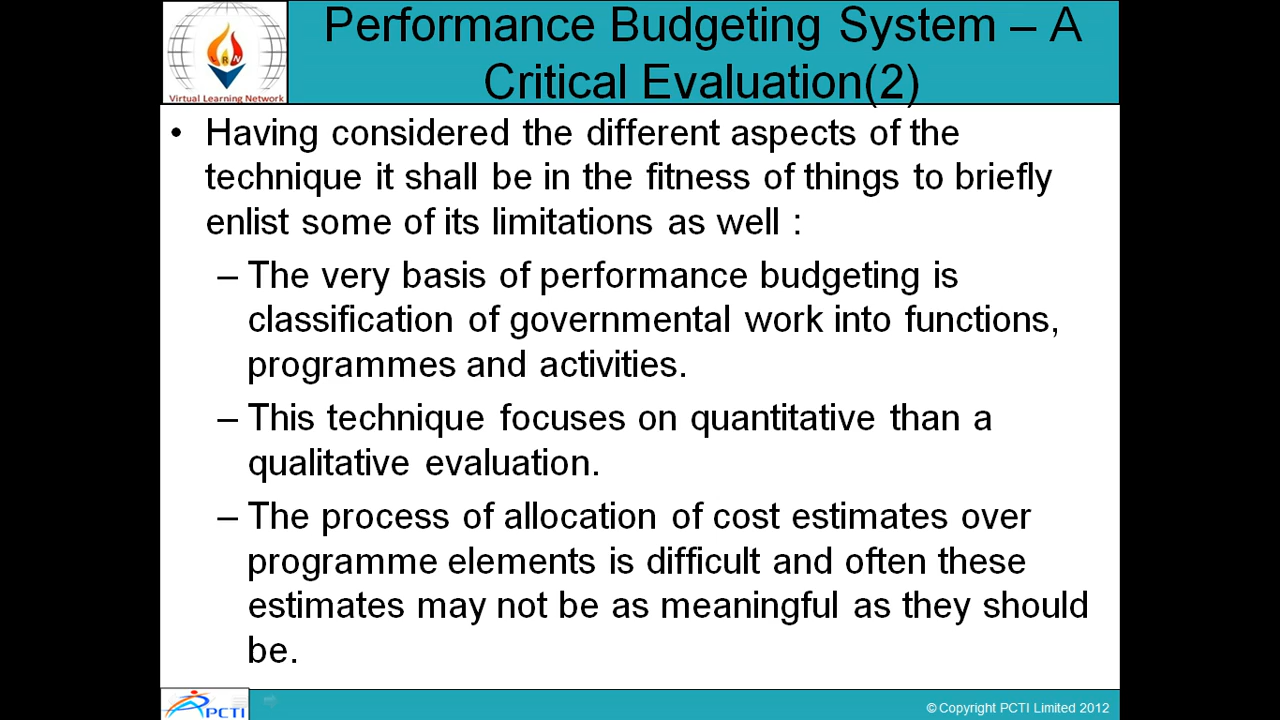 Performance Budgeting System – A
Critical Evaluation(2)
VLRN
Virtual Learning Network
• Having considered the different aspects of the
technique it shall be in the fitness of things to briefly
enlist some of its limitations as well :
– The very basis of performance budgeting is
classification of governmental work into functions,
programmes and activities.
– This technique focuses on quantitative than a
qualitative evaluation.
– The process of allocation of cost estimates over
programme elements is difficult and often these
estimates may not be as meaningful as they should
be.
PCTI
© Copyright PCTI Limited 2012